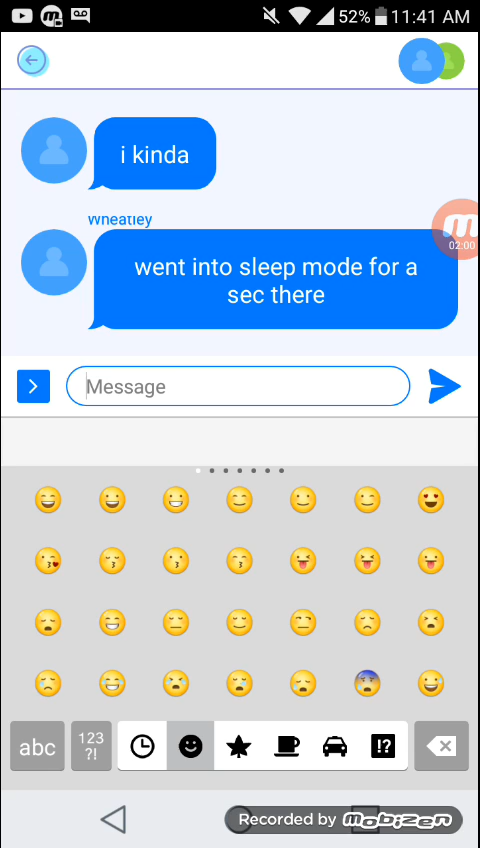 52% 11:41 AM
i kinda
Wheatley
went into sleep mode for a
sec there
02:00
Message
abc
123
?!
!?
Recorded by Mobizen